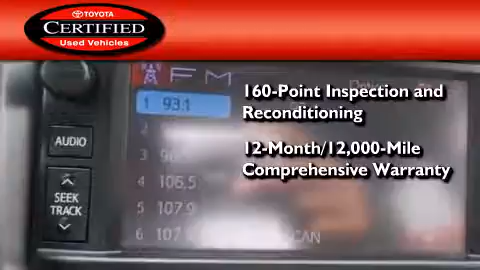 TOYOTA
CERTIFIED
Used Vehicles
FM
160-Point Inspection and
Reconditioning
12-Month/12,000-Mile
Comprehensive Warranty
1 93.1
2
3
4 106.5
5 107.9
6
AUDIO
SEEK
TRACK